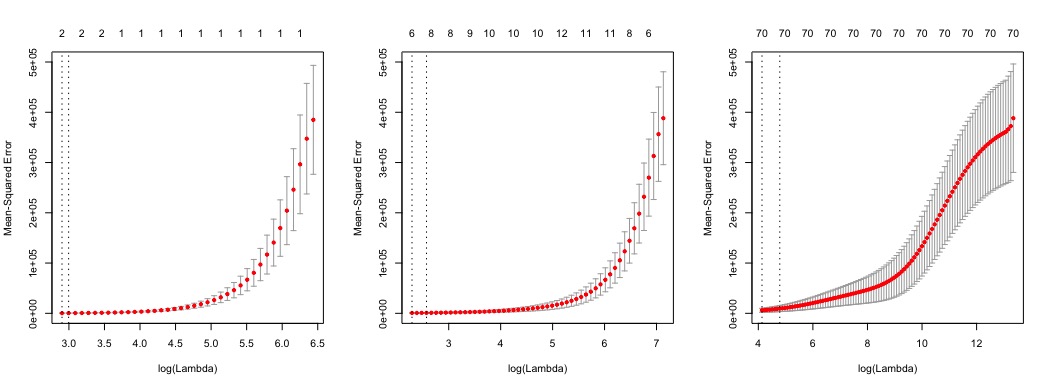 2 2 2 1 1 1 1 1 1 1 1 1 1
Mean-Squared Error
0e+00 1e+05 2e+05 3e+05 4e+05 5e+05
3.0 3.5 4.0 4.5 5.0 5.5 6.0 6.5
log(Lambda)
6 8 8 9 10 10 10 12 11 11 8 6
Mean-Squared Error
0e+00 1e+05 2e+05 3e+05 4e+05 5e+05
3 4 5 6 7
log(Lambda)
70 70 70 70 70 70 70 70 70 70 70 70
Mean-Squared Error
0e+00 1e+05 2e+05 3e+05 4e+05 5e+05
4 6 8 10 12
log(Lambda)